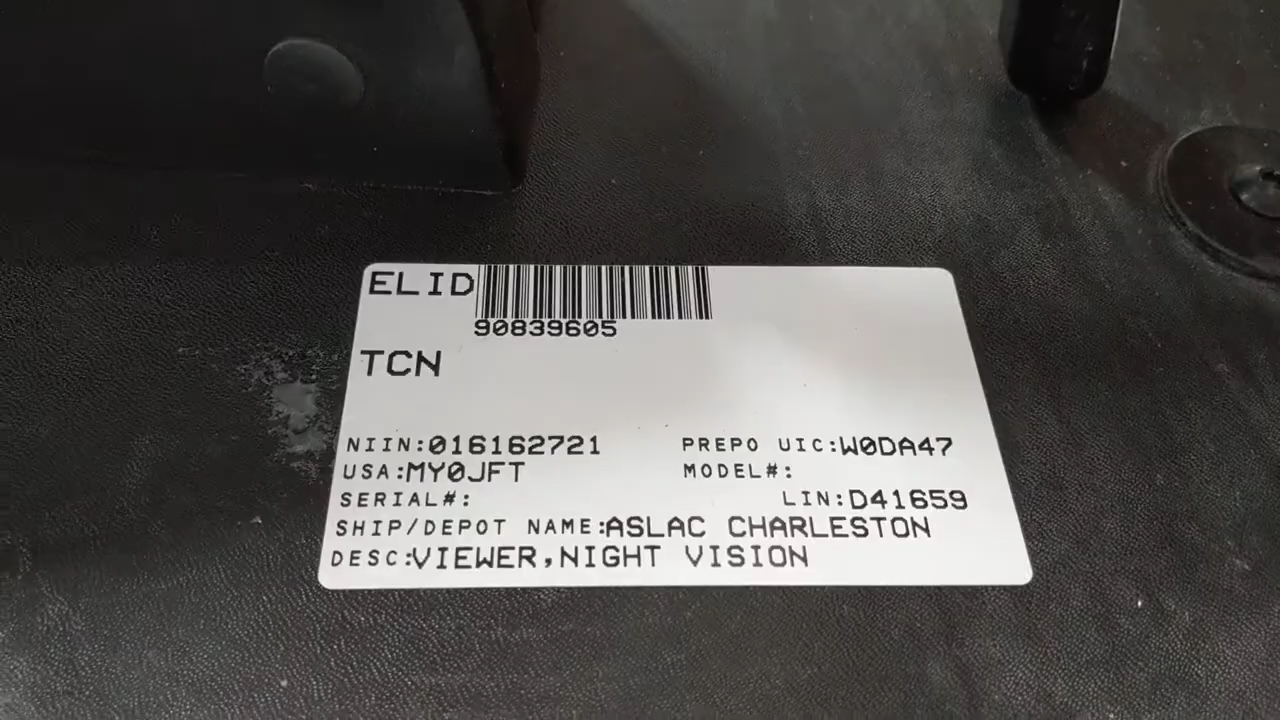 ELID
90839605
TCN
NIIN:016162721 PREPO UIC:W0DA47
USA:MY0JFT MODEL#:
SERIAL#: LIN:D41659
SHIP/DEPOT NAME:ASLAC CHARLESTON
DESC:VIEWER,NIGHT VISION